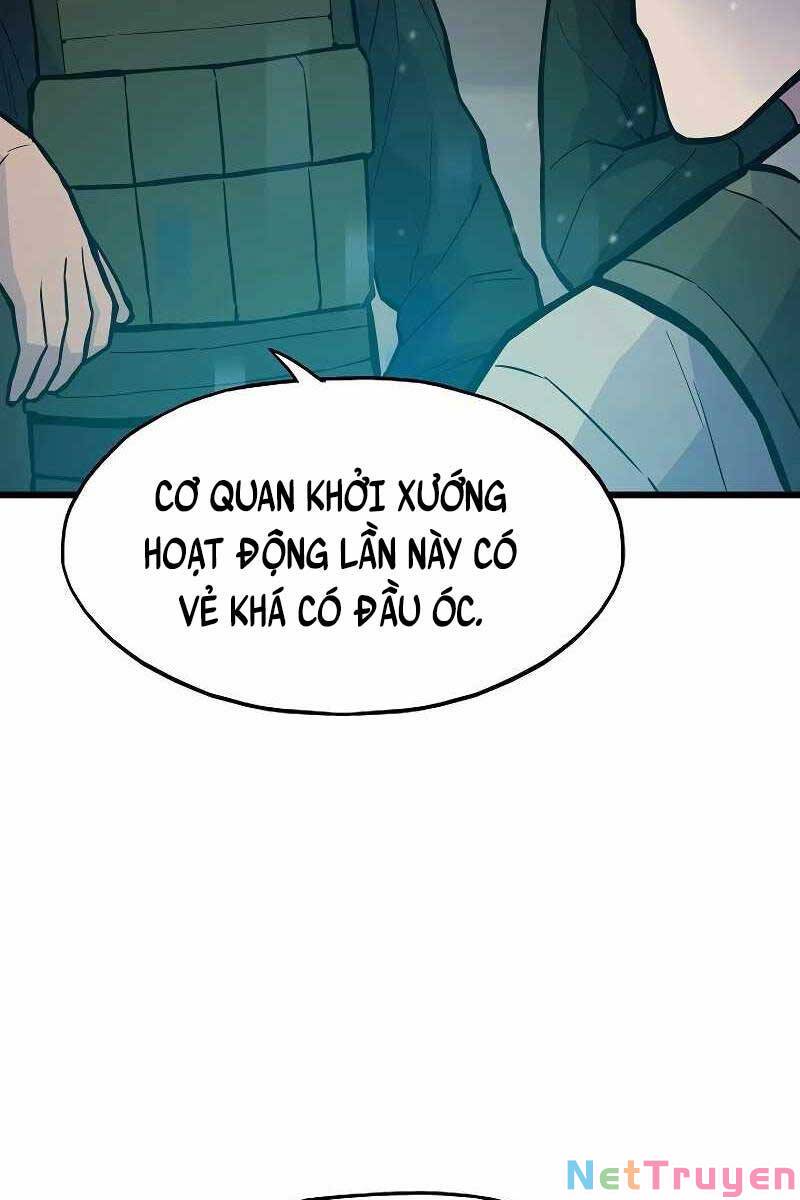 CƠ QUAN KHỞI XƯỚNG
HOẠT ĐỘNG LẦN NÀY CÓ
VẺ KHÁ CÓ ĐẦU ÓC.
NetTruyen